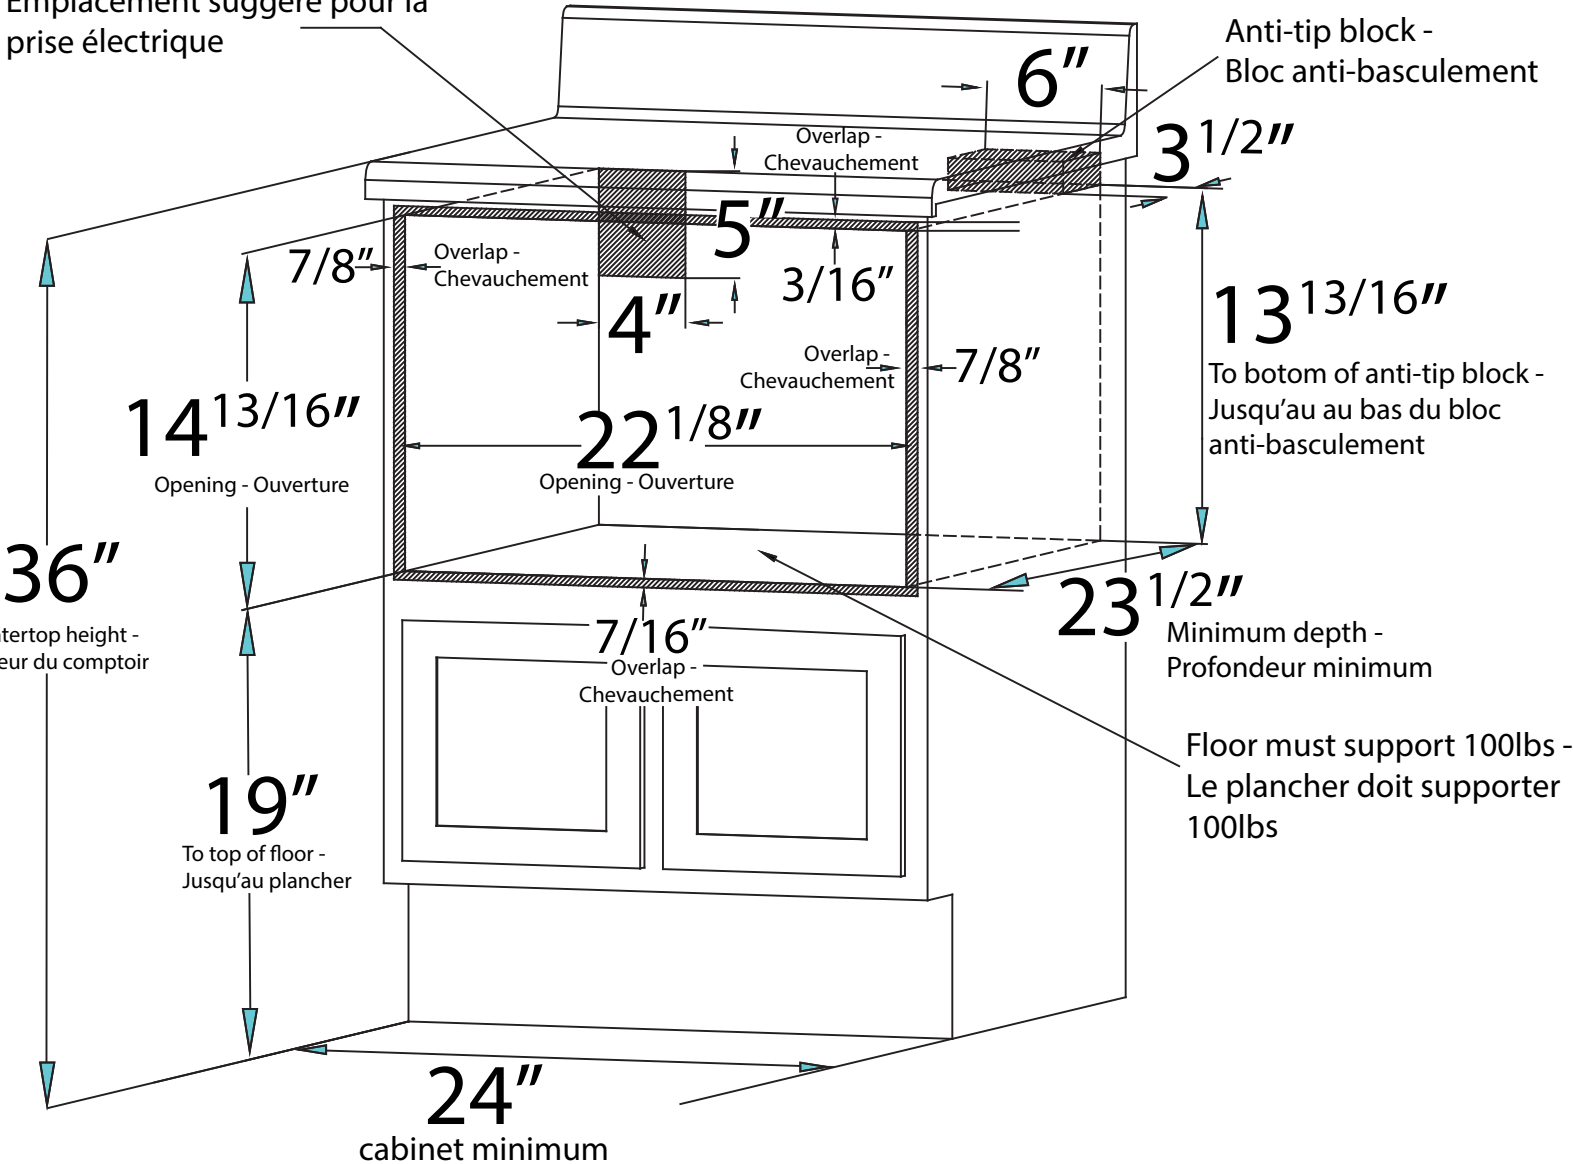 Emplacement suggéré pour la
prise électrique
Anti-tip block -
Bloc anti-basculement
6"
3 1/2"
Overlap -
Chevauchement
5"
7/8"
Overlap -
Chevauchement
3/16"
4"
13 13/16"
To botom of anti-tip block -
Jusqu'au au bas du bloc
anti-basculement
Overlap -
Chevauchement
7/8"
14 13/16"
Opening - Ouverture
22 1/8"
Opening - Ouverture
36"
height -
du comptoir
23 1/2"
Minimum depth -
Profondeur minimum
7/16"
Overlap -
Chevauchement
Floor must support 100lbs -
Le plancher doit supporter
100lbs
19"
To top of floor -
Jusqu'au plancher
24"
cabinet minimum